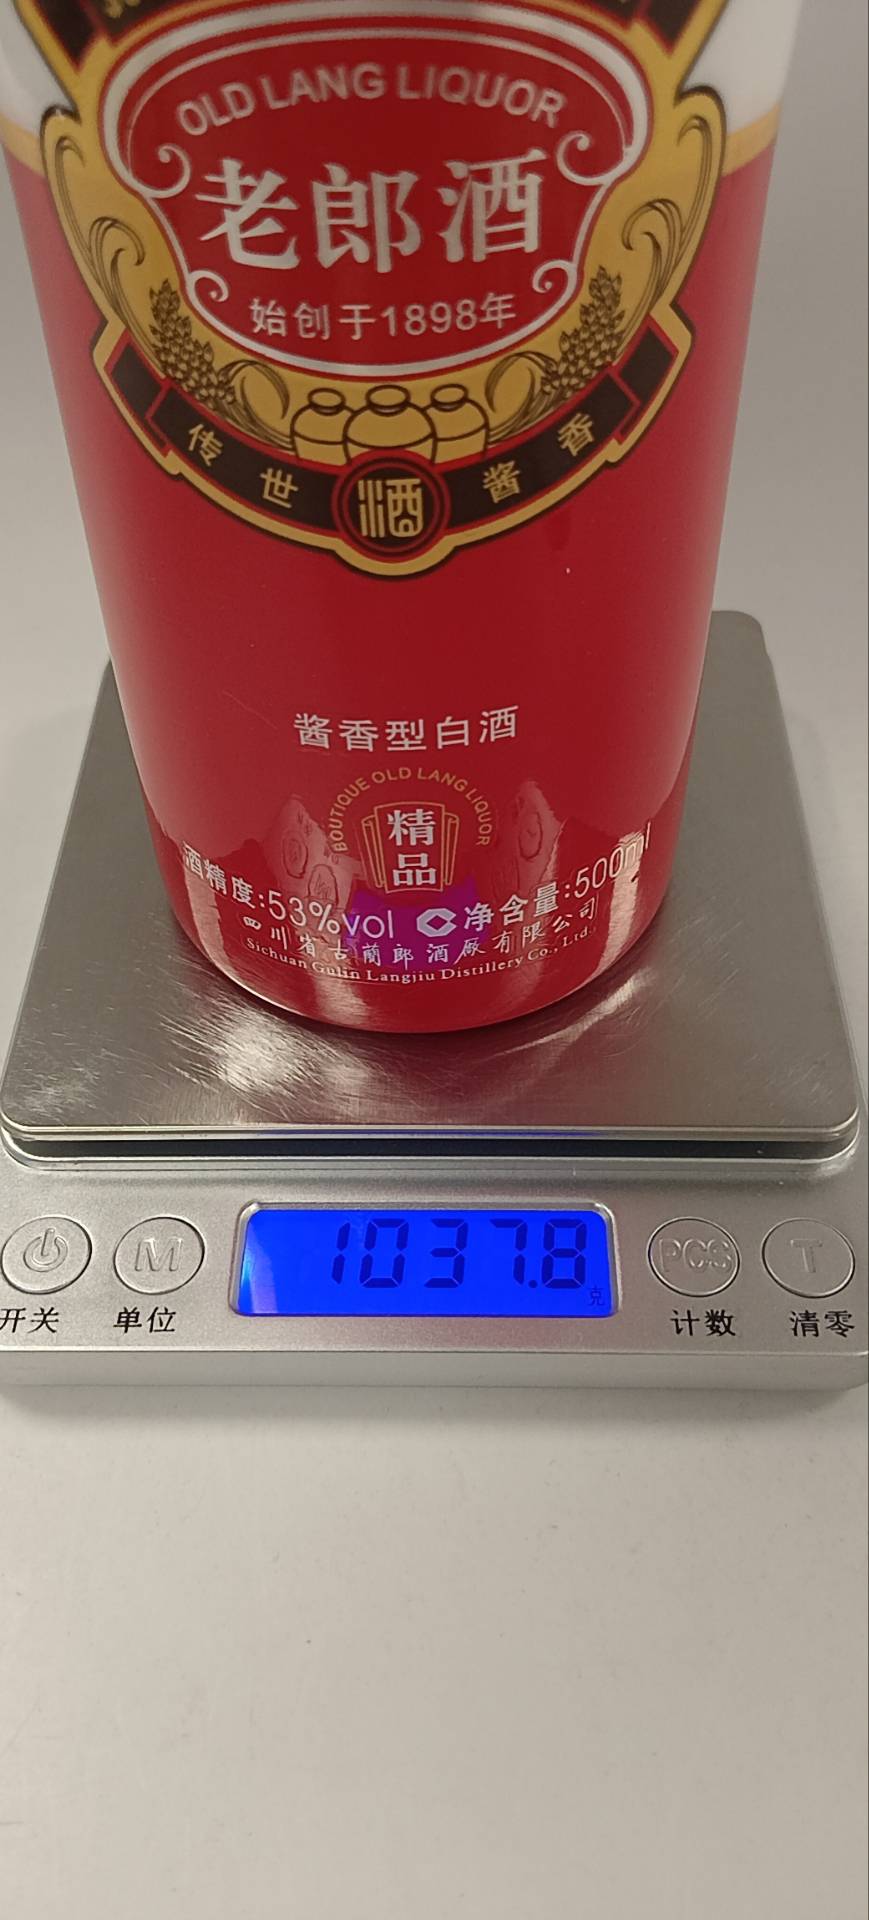 OLD LANG LIQUOR
老郎酒
始创于1898年
传世酒酱香
酱香型白酒
BOUTIQUE OLD LANG LIQUOR
精品
酒精度:53%vol 净含量:500ml
四川省古蔺郎酒厂有限公司
Sichuan Gulin Langjiu Distillery Co., Ltd.
1037.8
克
M PCS T
开关 单位 计数 清零